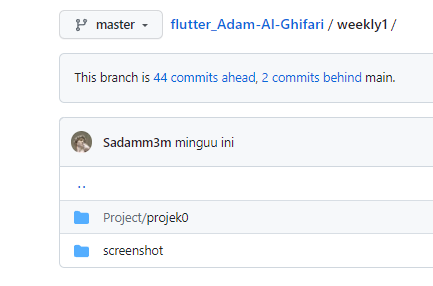 master flutter_Adam-Al-Ghifari / weekly1 /
This branch is 44 commits ahead, 2 commits behind main.
Sadamm3m minguu ini
..
Project/projek0
screenshot